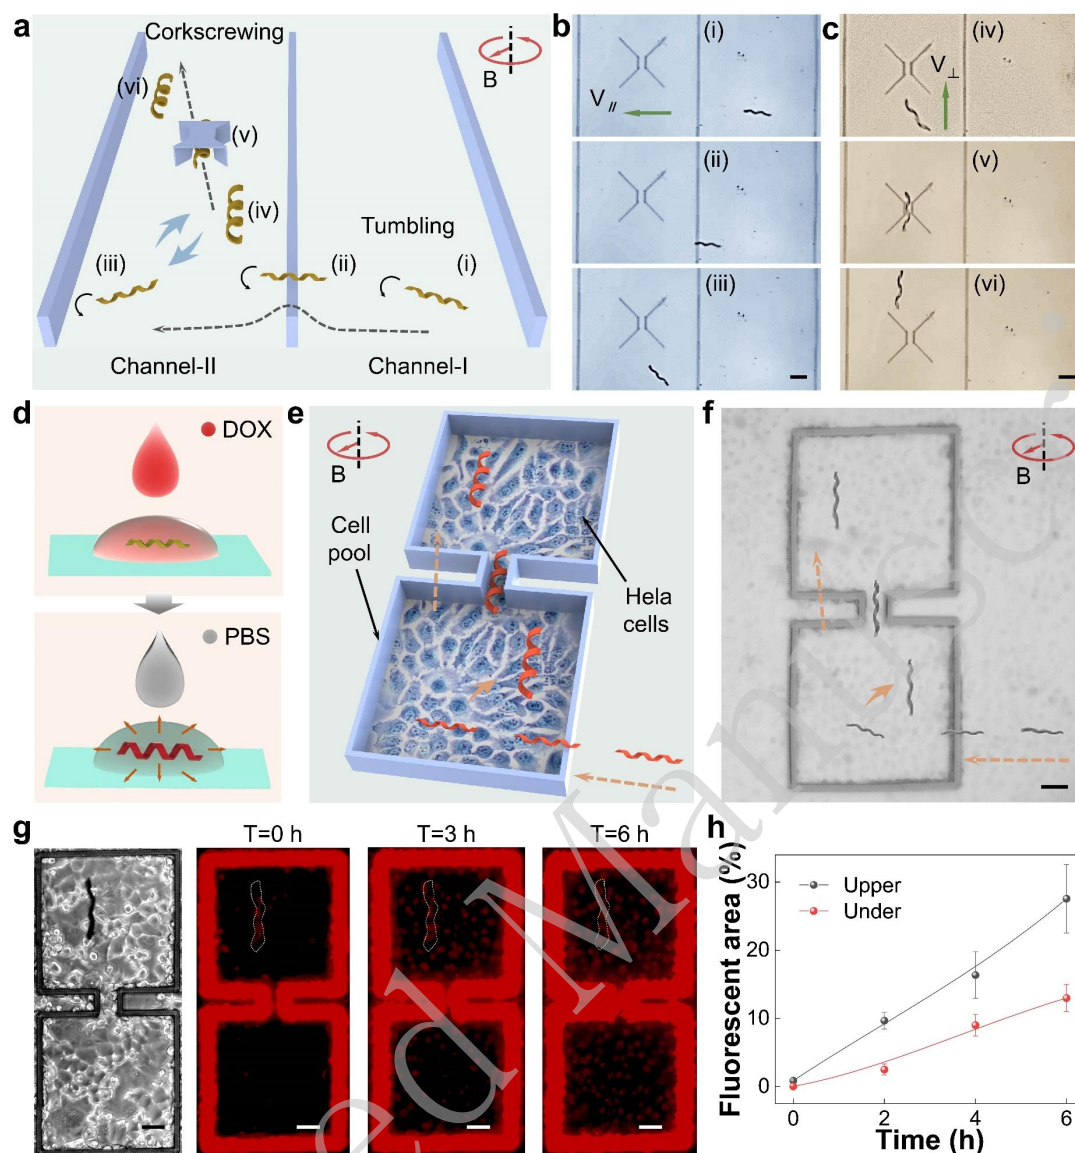 a
Corkscrewing
B
(vi)
(v)
(iv)
Tumbling
(iii)
(ii)
(i)
Channel-II
Channel-I
b
(i)
V//
(ii)
(iii)
c
(iv)
V⊥
(v)
(vi)
d
DOX
PBS
e
B
Cell
pool
Hela
cells
f
B
g
T=0 h
T=3 h
T=6 h
h
Fluorescent area (%)
30
20
10
0
Upper
Under
0
2
4
6
Time (h)